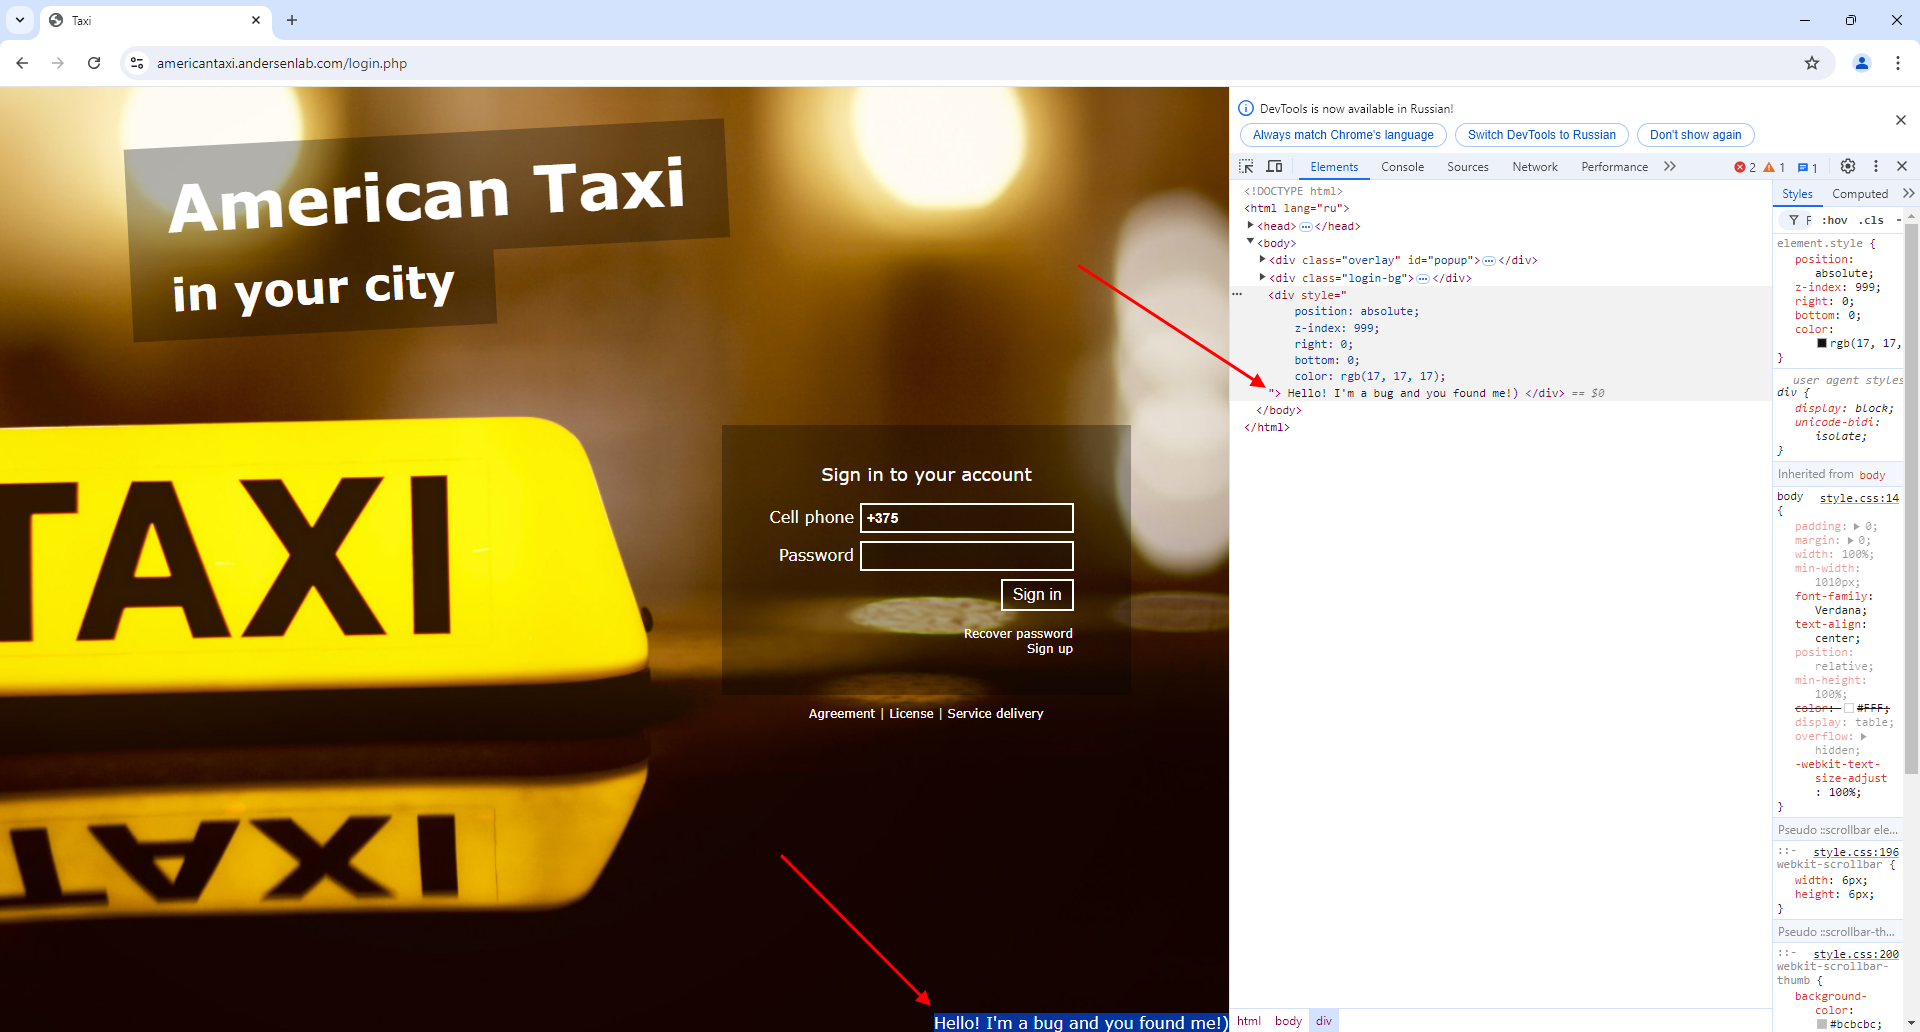 Taxi
americantaxi.andersenlab.com/login.php
American Taxi
in your city
TAXI
Sign in to your account
Cell phone +375
Password
Sign in
Recover password
Sign up
Agreement | License | Service delivery
Hello! I'm a bug and you found me!)
DevTools is now available in Russian!
Always match Chrome's language Switch DevTools to Russian Don't show again
Elements Console Sources Network Performance 2 1 1
<!DOCTYPE html>
<html lang="ru">
<head> ⋯ </head>
<body>
<div class="overlay" id="popup"> ⋯ </div>
<div class="login-bg"> ⋯ </div>
<div style="
position: absolute;
z-index: 999;
right: 0;
bottom: 0;
color: rgb(17, 17, 17);
"> Hello! I'm a bug and you found me!) </div> == $0
</body>
</html>
html body div
Styles Computed
F :hov .cls
element.style {
position:
absolute;
z-index: 999;
right: 0;
bottom: 0;
color:
rgb(17, 17,
}
user agent styles
div {
display: block;
unicode-bidi:
isolate;
}
Inherited from body
body style.css:14
{
padding: 0;
margin: 0;
width: 100%;
min-width:
1010px;
font-family:
Verdana;
text-align:
center;
position:
relative;
min-height:
100%;
color: #FFF;
display: table;
overflow:
hidden;
-webkit-text-
size-adjust
: 100%;
}
Pseudo ::scrollbar ele...
::- style.css:196
webkit-scrollbar {
width: 6px;
height: 6px;
}
Pseudo ::scrollbar-th...
::- style.css:200
webkit-scrollbar-
thumb {
background-
color:
#bcbcbc;